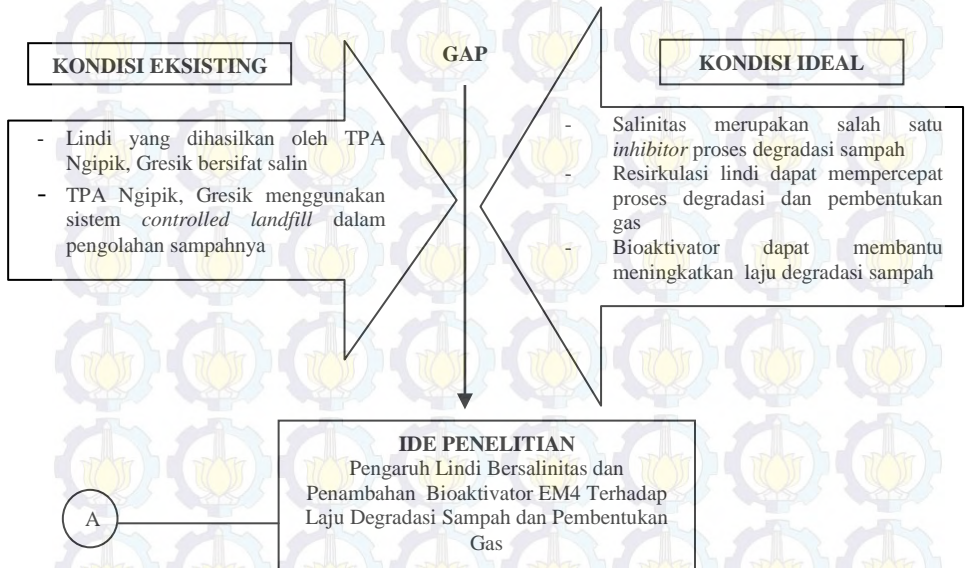 KONDISI EKSISTING
- Lindi yang dihasilkan oleh TPA
Ngipik, Gresik bersifat salin
- TPA Ngipik, Gresik menggunakan
sistem controlled landfill dalam
pengolahan sampahnya
GAP
KONDISI IDEAL
- Salinitas merupakan salah satu
inhibitor proses degradasi sampah
- Resirkulasi lindi dapat mempercepat
proses degradasi dan pembentukan
gas
- Bioaktivator dapat membantu
meningkatkan laju degradasi sampah
IDE PENELITIAN
Pengaruh Lindi Bersalinitas dan
Penambahan Bioaktivator EM4 Terhadap
Laju Degradasi Sampah dan Pembentukan
Gas
A